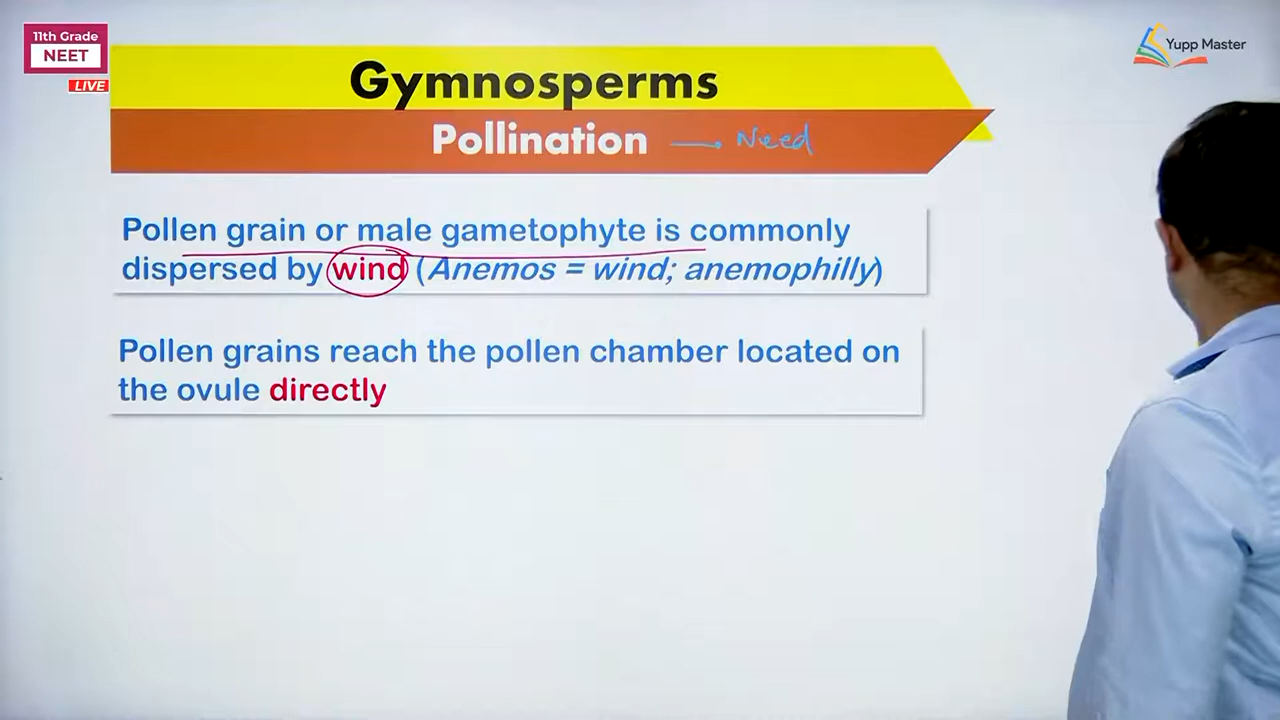 11th Grade
NEET
LIVE
Yupp Master
Gymnosperms
Pollination → Need
Pollen grain or male gametophyte is commonly
dispersed by wind (Anemos = wind; anemophilly)
Pollen grains reach the pollen chamber located on
the ovule directly